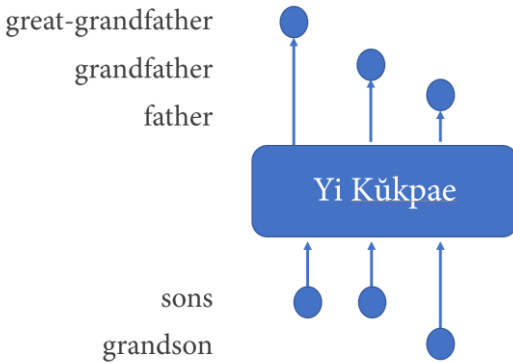 great-grandfather
grandfather
father
Yi Kŭkpae
sons
grandson